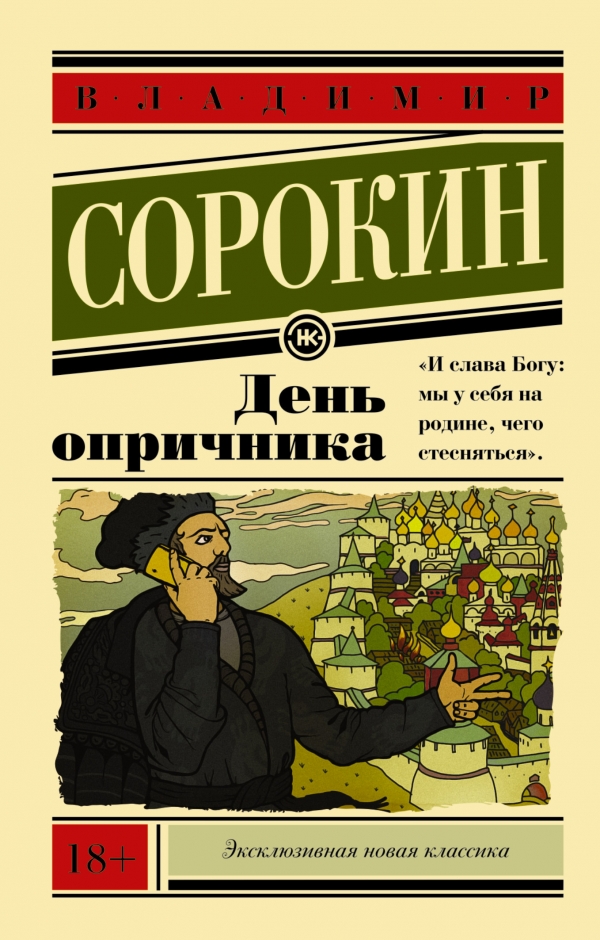 В·Л·А·Д·И·М·И·Р
СОРОКИН
НК
День
опричника
«И слава Богу:
мы у себя на
родине, чего
стесняться».
18+
Эксклюзивная новая классика